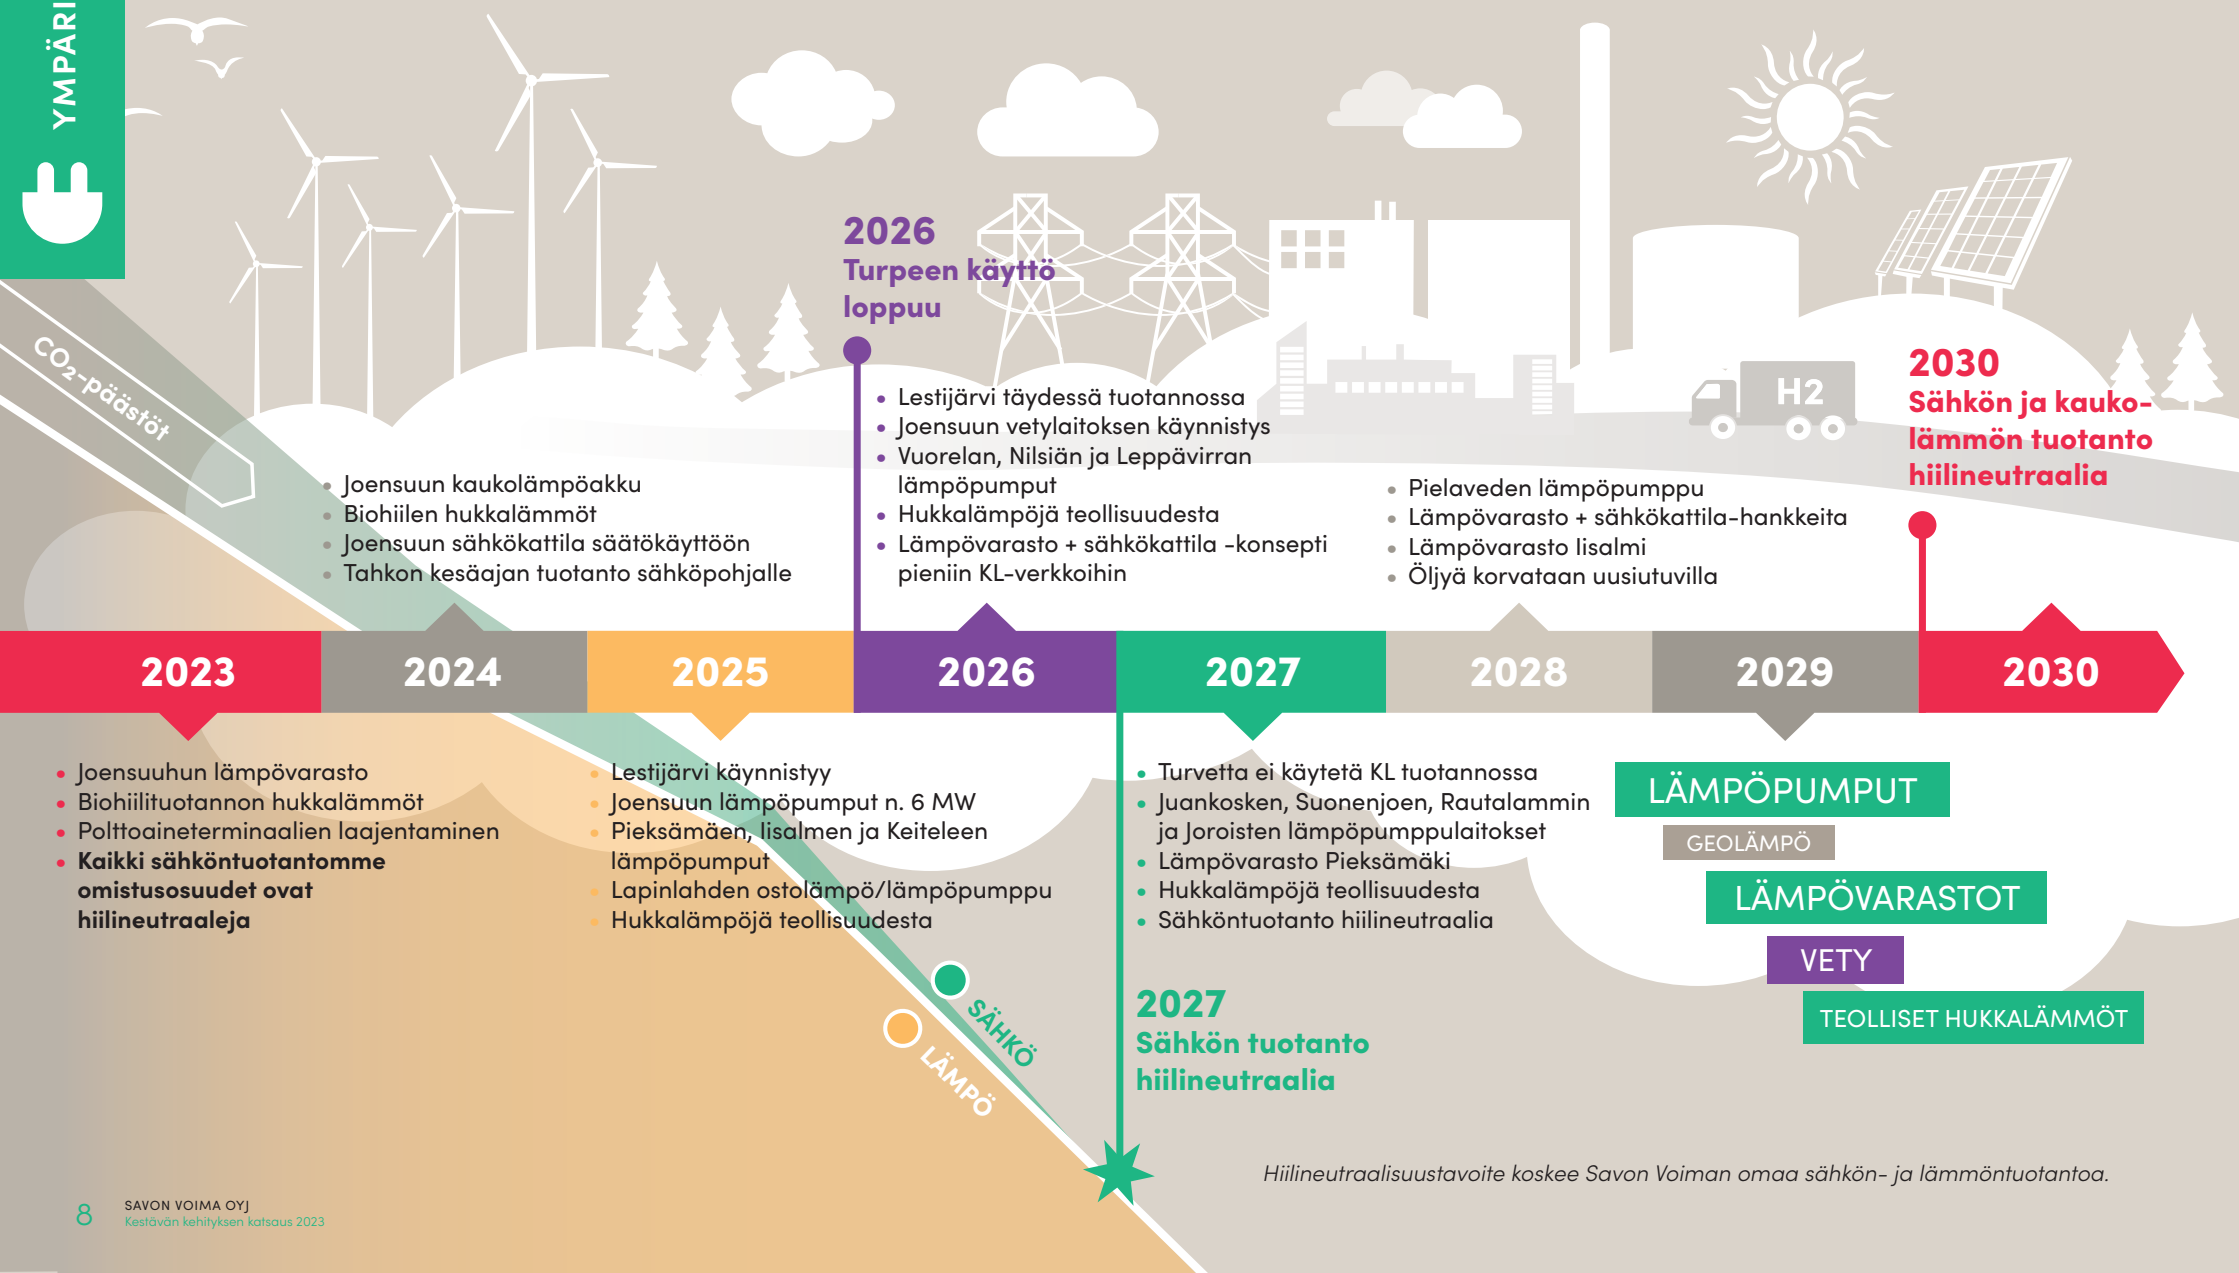 YMPÄRI
CO2-päästöt
2026
Turpeen käyttö
loppuu
2030
Sähkön ja kauko-
lämmön tuotanto
hiilineutraalia
H2
• Joensuun kaukolämpöakku
• Biohiilen hukkalämmöt
• Joensuun sähkökattila säätökäyttöön
• Tahkon kesäajan tuotanto sähköpohjalle
• Lestijärvi täydessä tuotannossa
• Joensuun vetylaitoksen käynnistys
• Vuorelan, Nilsiän ja Leppävirran
lämpöpumput
• Hukkalämpöjä teollisuudesta
• Lämpövarasto + sähkökattila -konsepti
pieniin KL-verkkoihin
• Pielaveden lämpöpumppu
• Lämpövarasto + sähkökattila-hankkeita
• Lämpövarasto Iisalmi
• Öljyä korvataan uusiutuvilla
2023 2024 2025 2026 2027 2028 2029 2030
• Joensuuhun lämpövarasto
• Biohiilituotannon hukkalämmöt
• Polttoaineterminaalien laajentaminen
• Kaikki sähköntuotantomme
omistusosuudet ovat
hiilineutraaleja
• Lestijärvi käynnistyy
• Joensuun lämpöpumput n. 6 MW
• Pieksämäen, Iisalmen ja Keiteleen
lämpöpumput
• Lapinlahden ostolämpö/lämpöpumppu
• Hukkalämpöjä teollisuudesta
• Turvetta ei käytetä KL tuotannossa
• Juankosken, Suonenjoen, Rautalammin
ja Joroisten lämpöpumppulaitokset
• Lämpövarasto Pieksämäki
• Hukkalämpöjä teollisuudesta
• Sähköntuotanto hiilineutraalia
LÄMPÖPUMPUT
GEOLÄMPÖ
LÄMPÖVARASTOT
VETY
TEOLLISET HUKKALÄMMÖT
SÄHKÖ
LÄMPÖ
2027
Sähkön tuotanto
hiilineutraalia
Hiilineutraalisuustavoite koskee Savon Voiman omaa sähkön- ja lämmöntuotantoa.
8
SAVON VOIMA OYJ
Kestävän kehityksen katsaus 2023